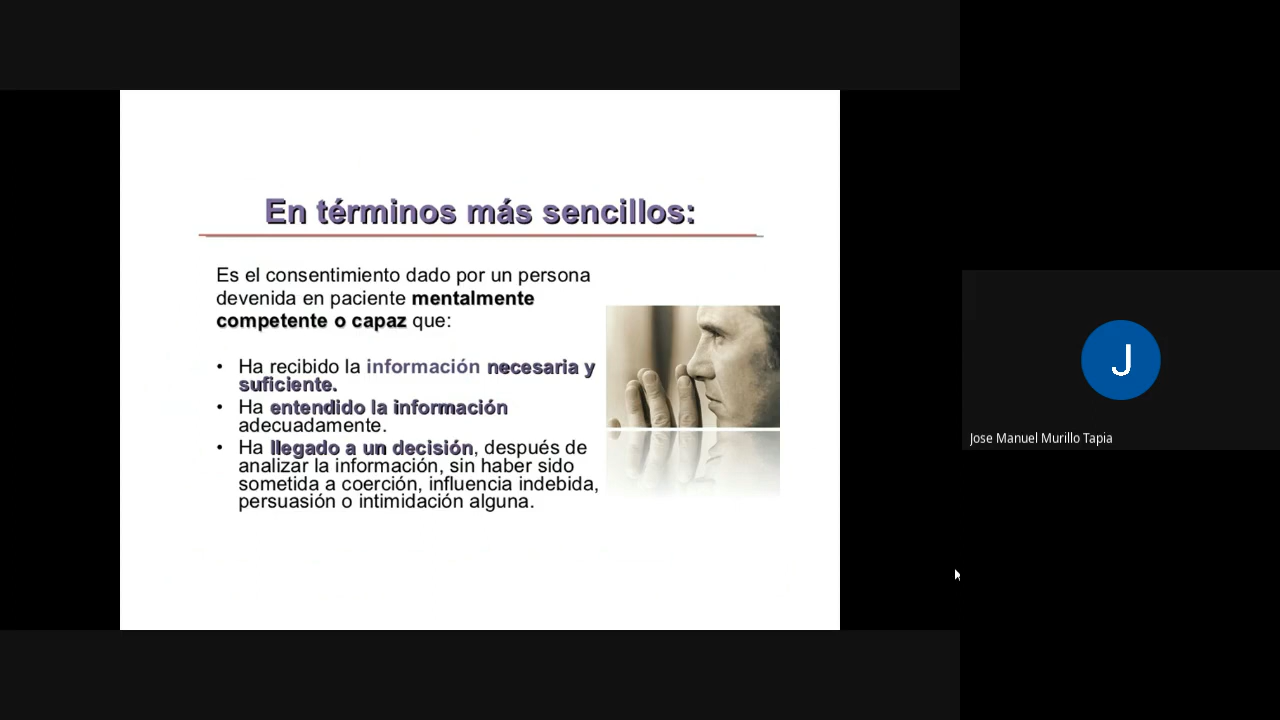 En términos más sencillos:
Es el consentimiento dado por un persona
devenida en paciente mentalmente
competente o capaz que:
• Ha recibido la información necesaria y
suficiente.
• Ha entendido la información
adecuadamente.
• Ha llegado a un decisión, después de
analizar la información, sin haber sido
sometida a coerción, influencia indebida,
persuasión o intimidación alguna.
J
Jose Manuel Murillo Tapia